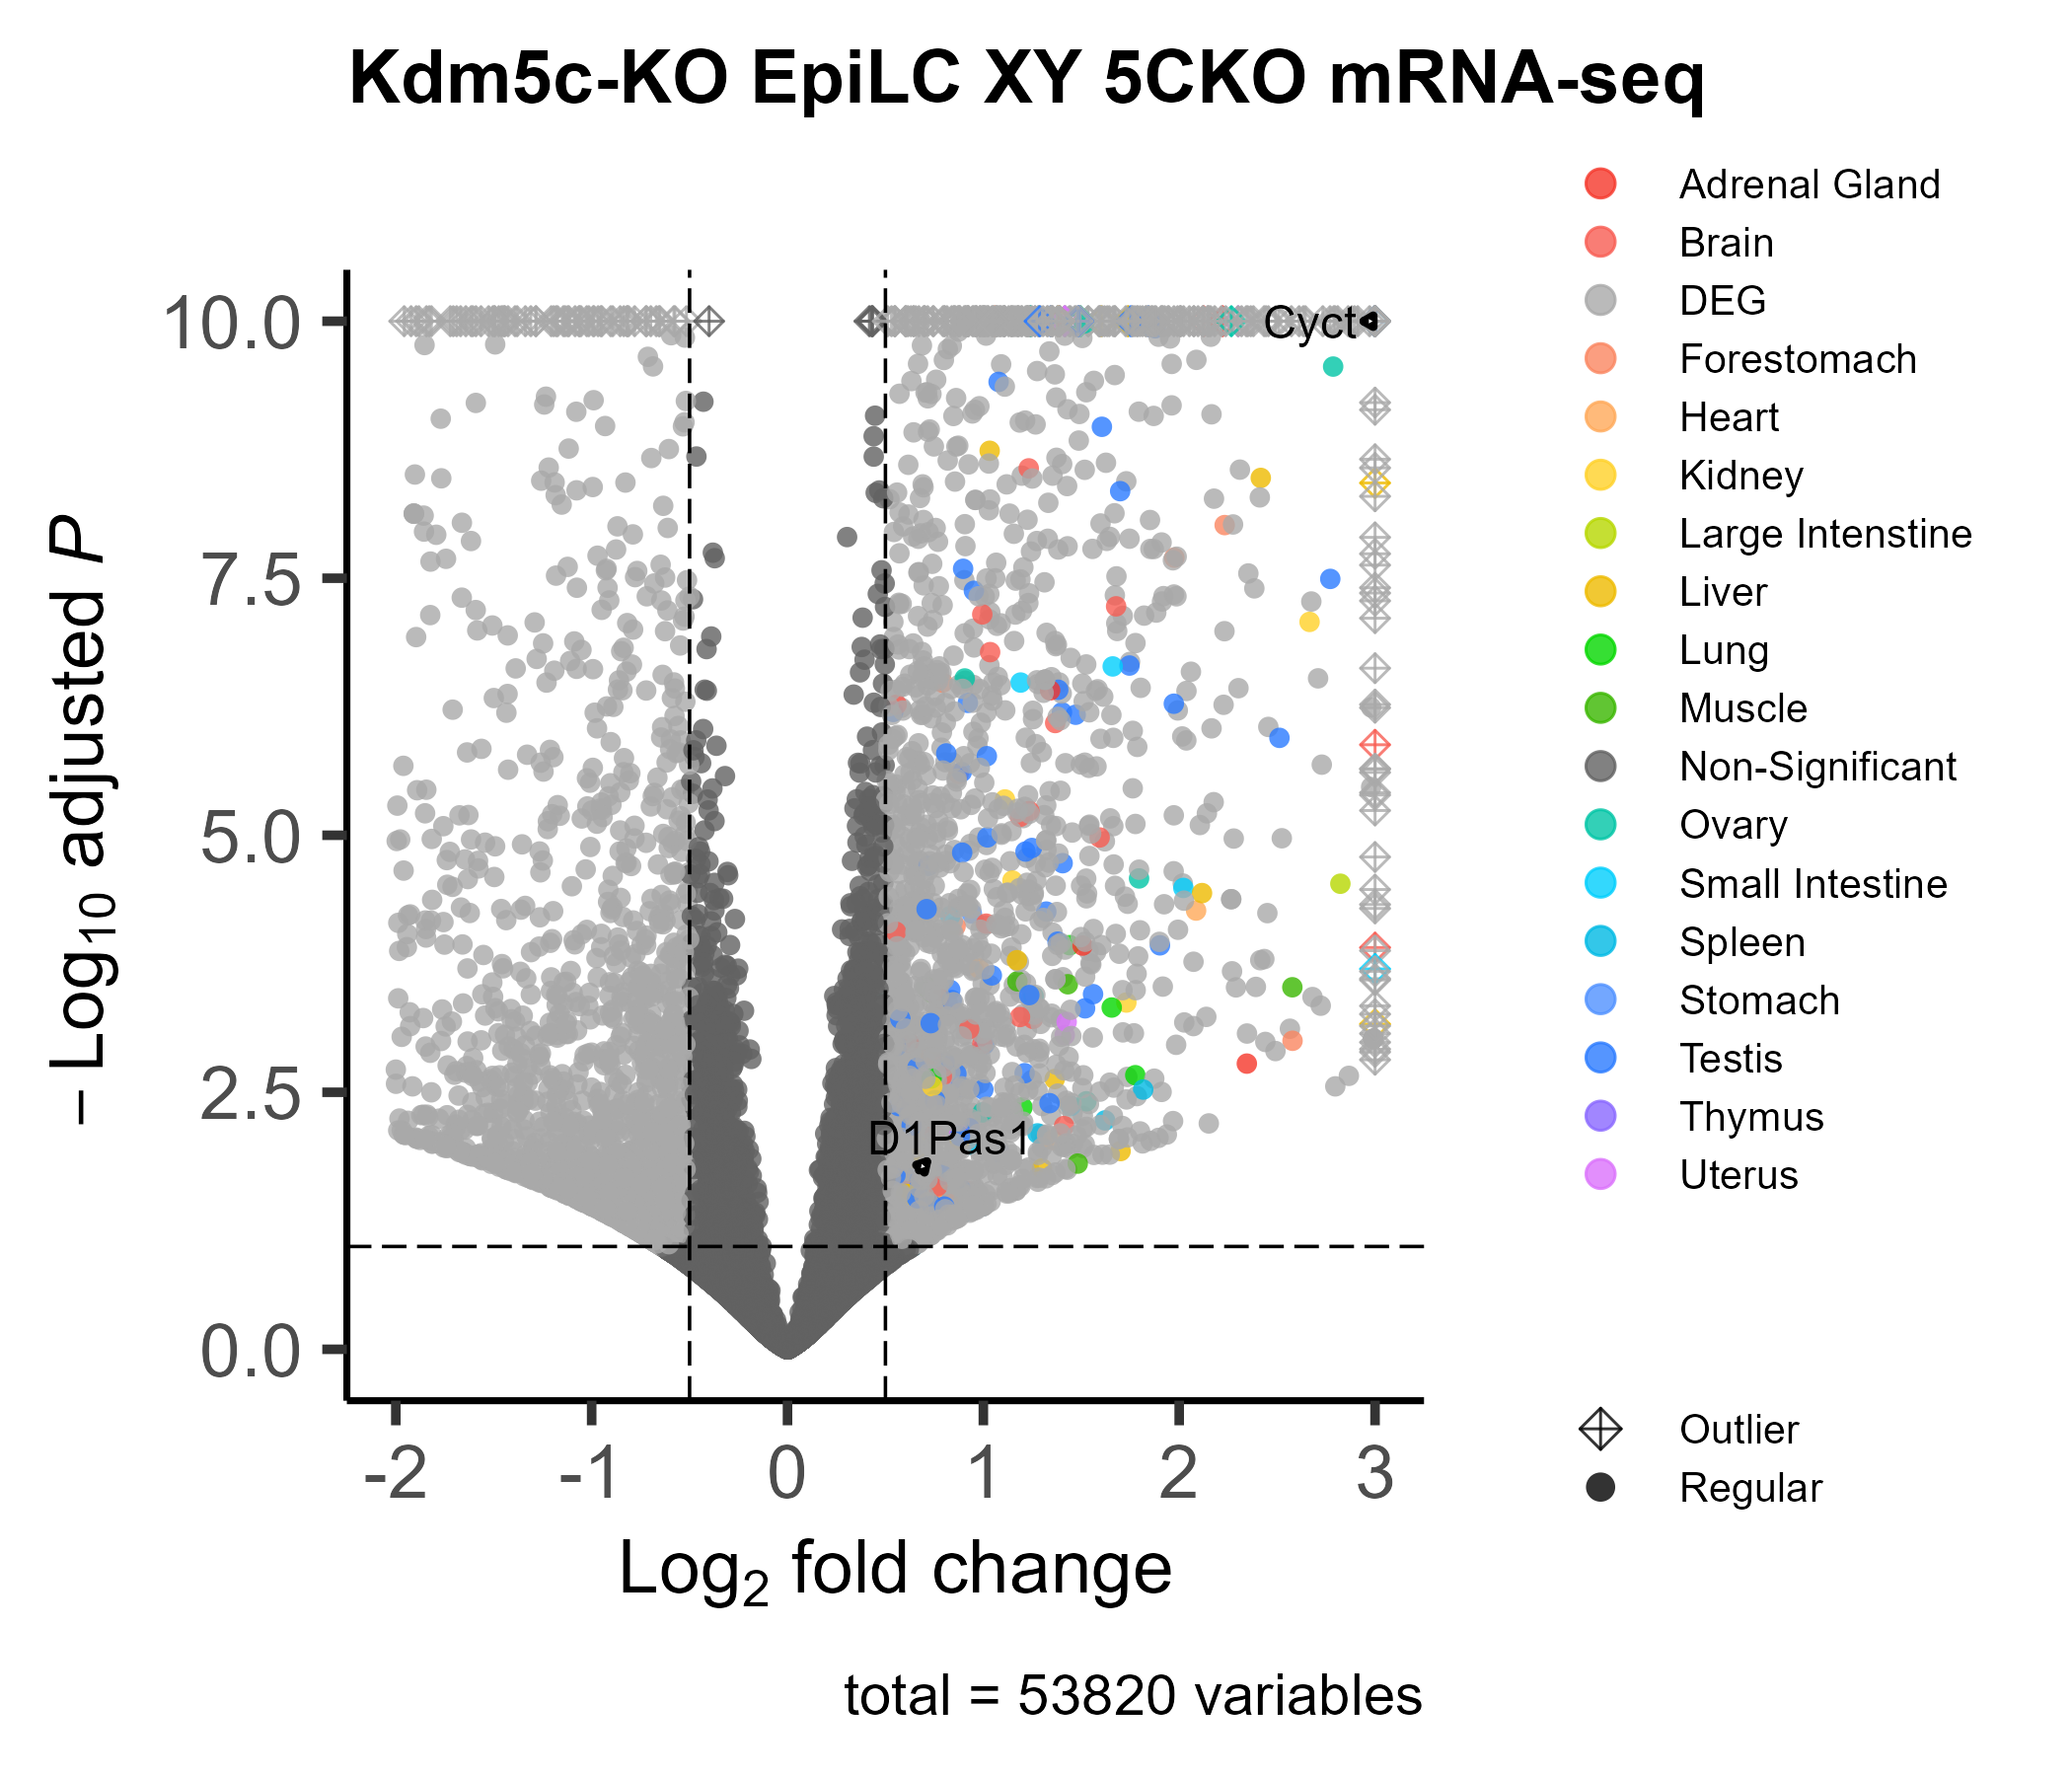 Kdm5c-KO EpiLC XY 5CKO mRNA-seq
− Log10 adjusted P
10.0
7.5
5.0
2.5
0.0
Cyct
D1Pas1
-2 -1 0 1 2 3
Log2 fold change
total = 53820 variables
Adrenal Gland
Brain
DEG
Forestomach
Heart
Kidney
Large Intenstine
Liver
Lung
Muscle
Non-Significant
Ovary
Small Intestine
Spleen
Stomach
Testis
Thymus
Uterus
Outlier
Regular